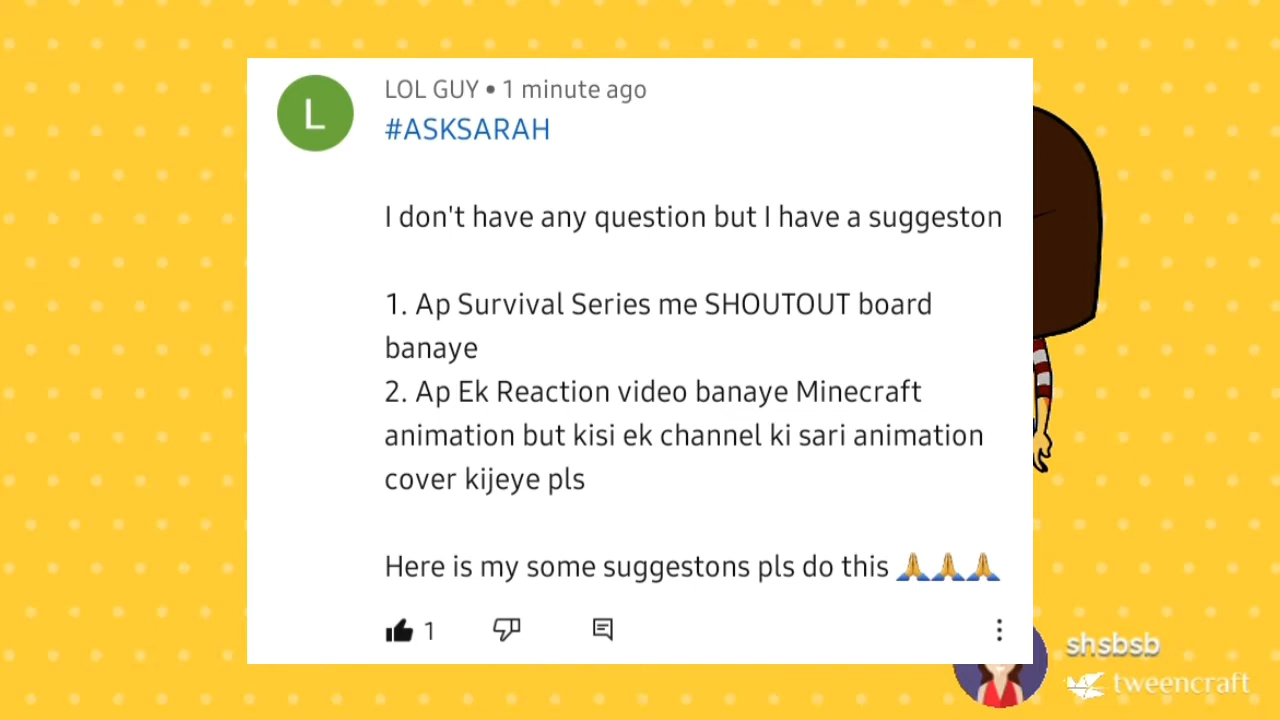 L
LOL GUY • 1 minute ago
#ASKSARAH
I don't have any question but I have a suggeston
1. Ap Survival Series me SHOUTOUT board
banaye
2. Ap Ek Reaction video banaye Minecraft
animation but kisi ek channel ki sari animation
cover kijeye pls
Here is my some suggestons pls do this 🙏🙏🙏
1
shsbsb
tweencraft